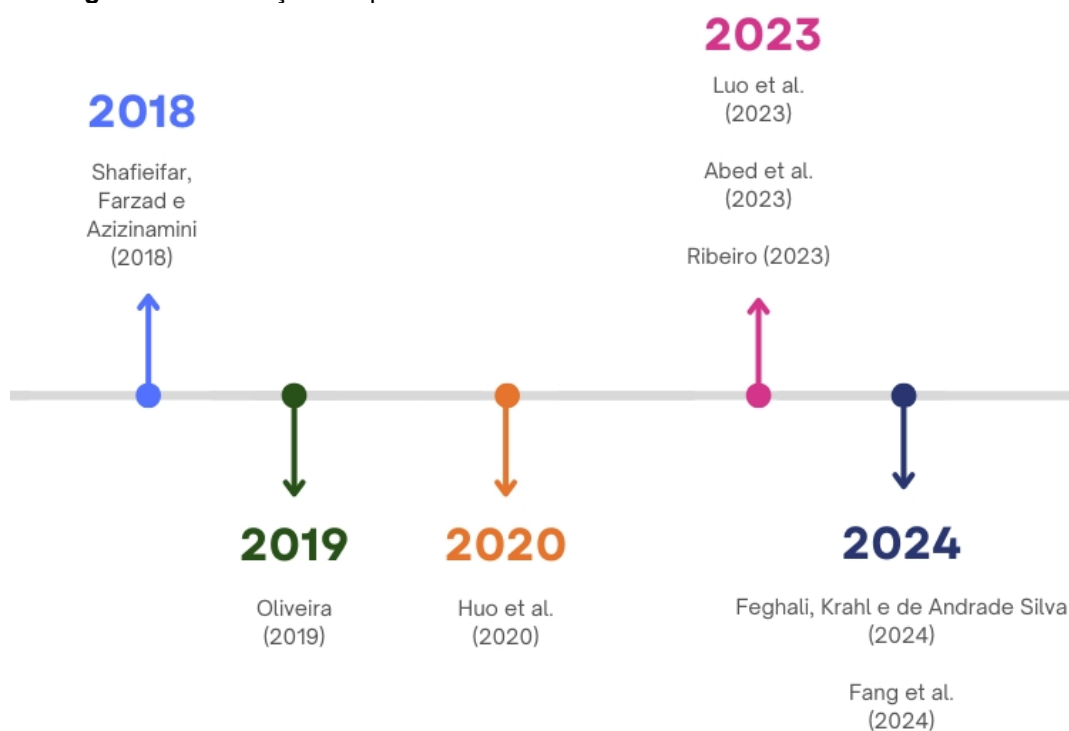 2018
Shafieifar,
Farzad e
Azizinamini
(2018)
2023
Luo et al.
(2023)
Abed et al.
(2023)
Ribeiro (2023)
2019
Oliveira
(2019)
2020
Huo et al.
(2020)
2024
Feghali, Krahl e de Andrade Silva
(2024)
Fang et al.
(2024)